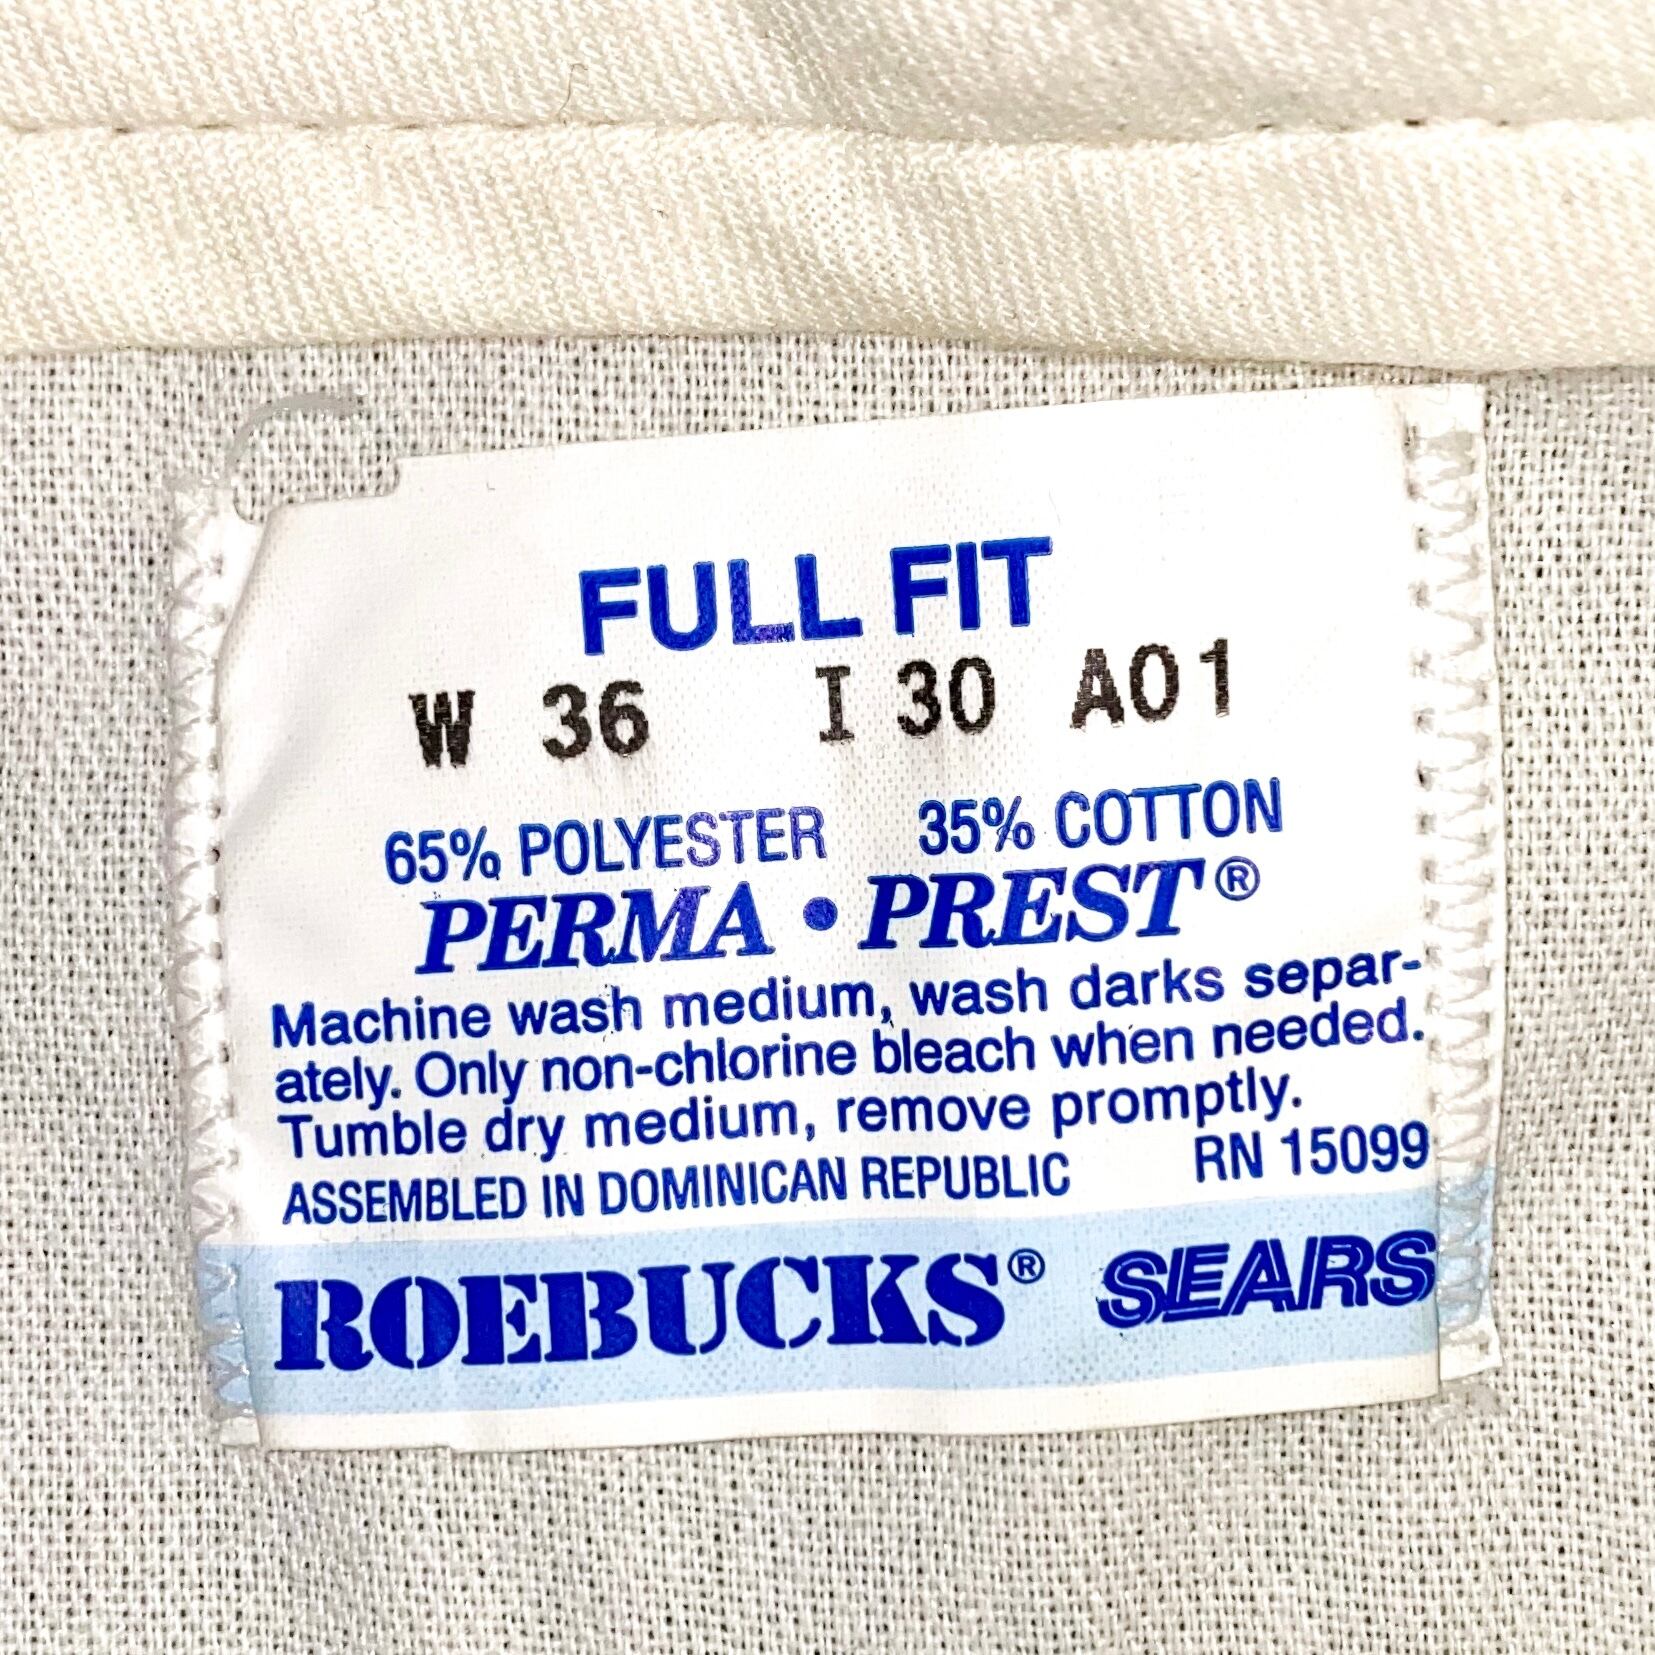 FULL FIT
W 36 I 30 A01
65% POLYESTER 35% COTTON
PERMA • PREST®
Machine wash medium, wash darks separ-
ately. Only non-chlorine bleach when needed.
Tumble dry medium, remove promptly.
ASSEMBLED IN DOMINICAN REPUBLIC RN 15099
ROEBUCKS® SEARS